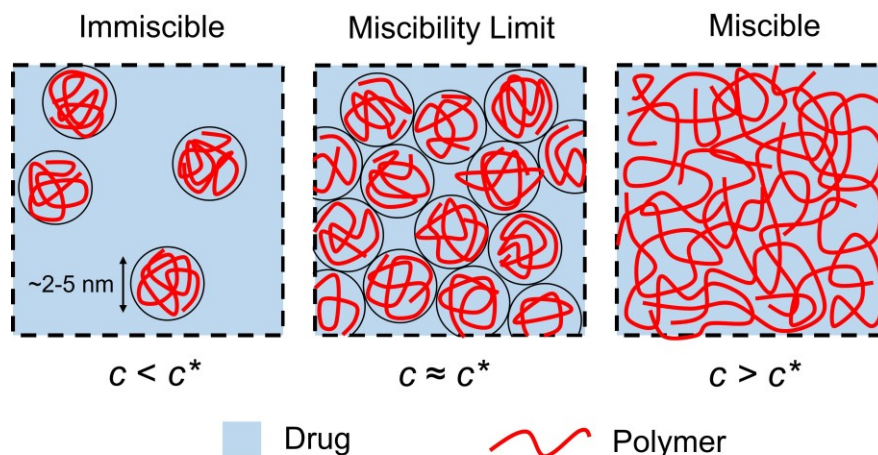 Immiscible
Miscibility Limit
Miscible
~2-5 nm
c < c*
c ≈ c*
c > c*
Drug
Polymer